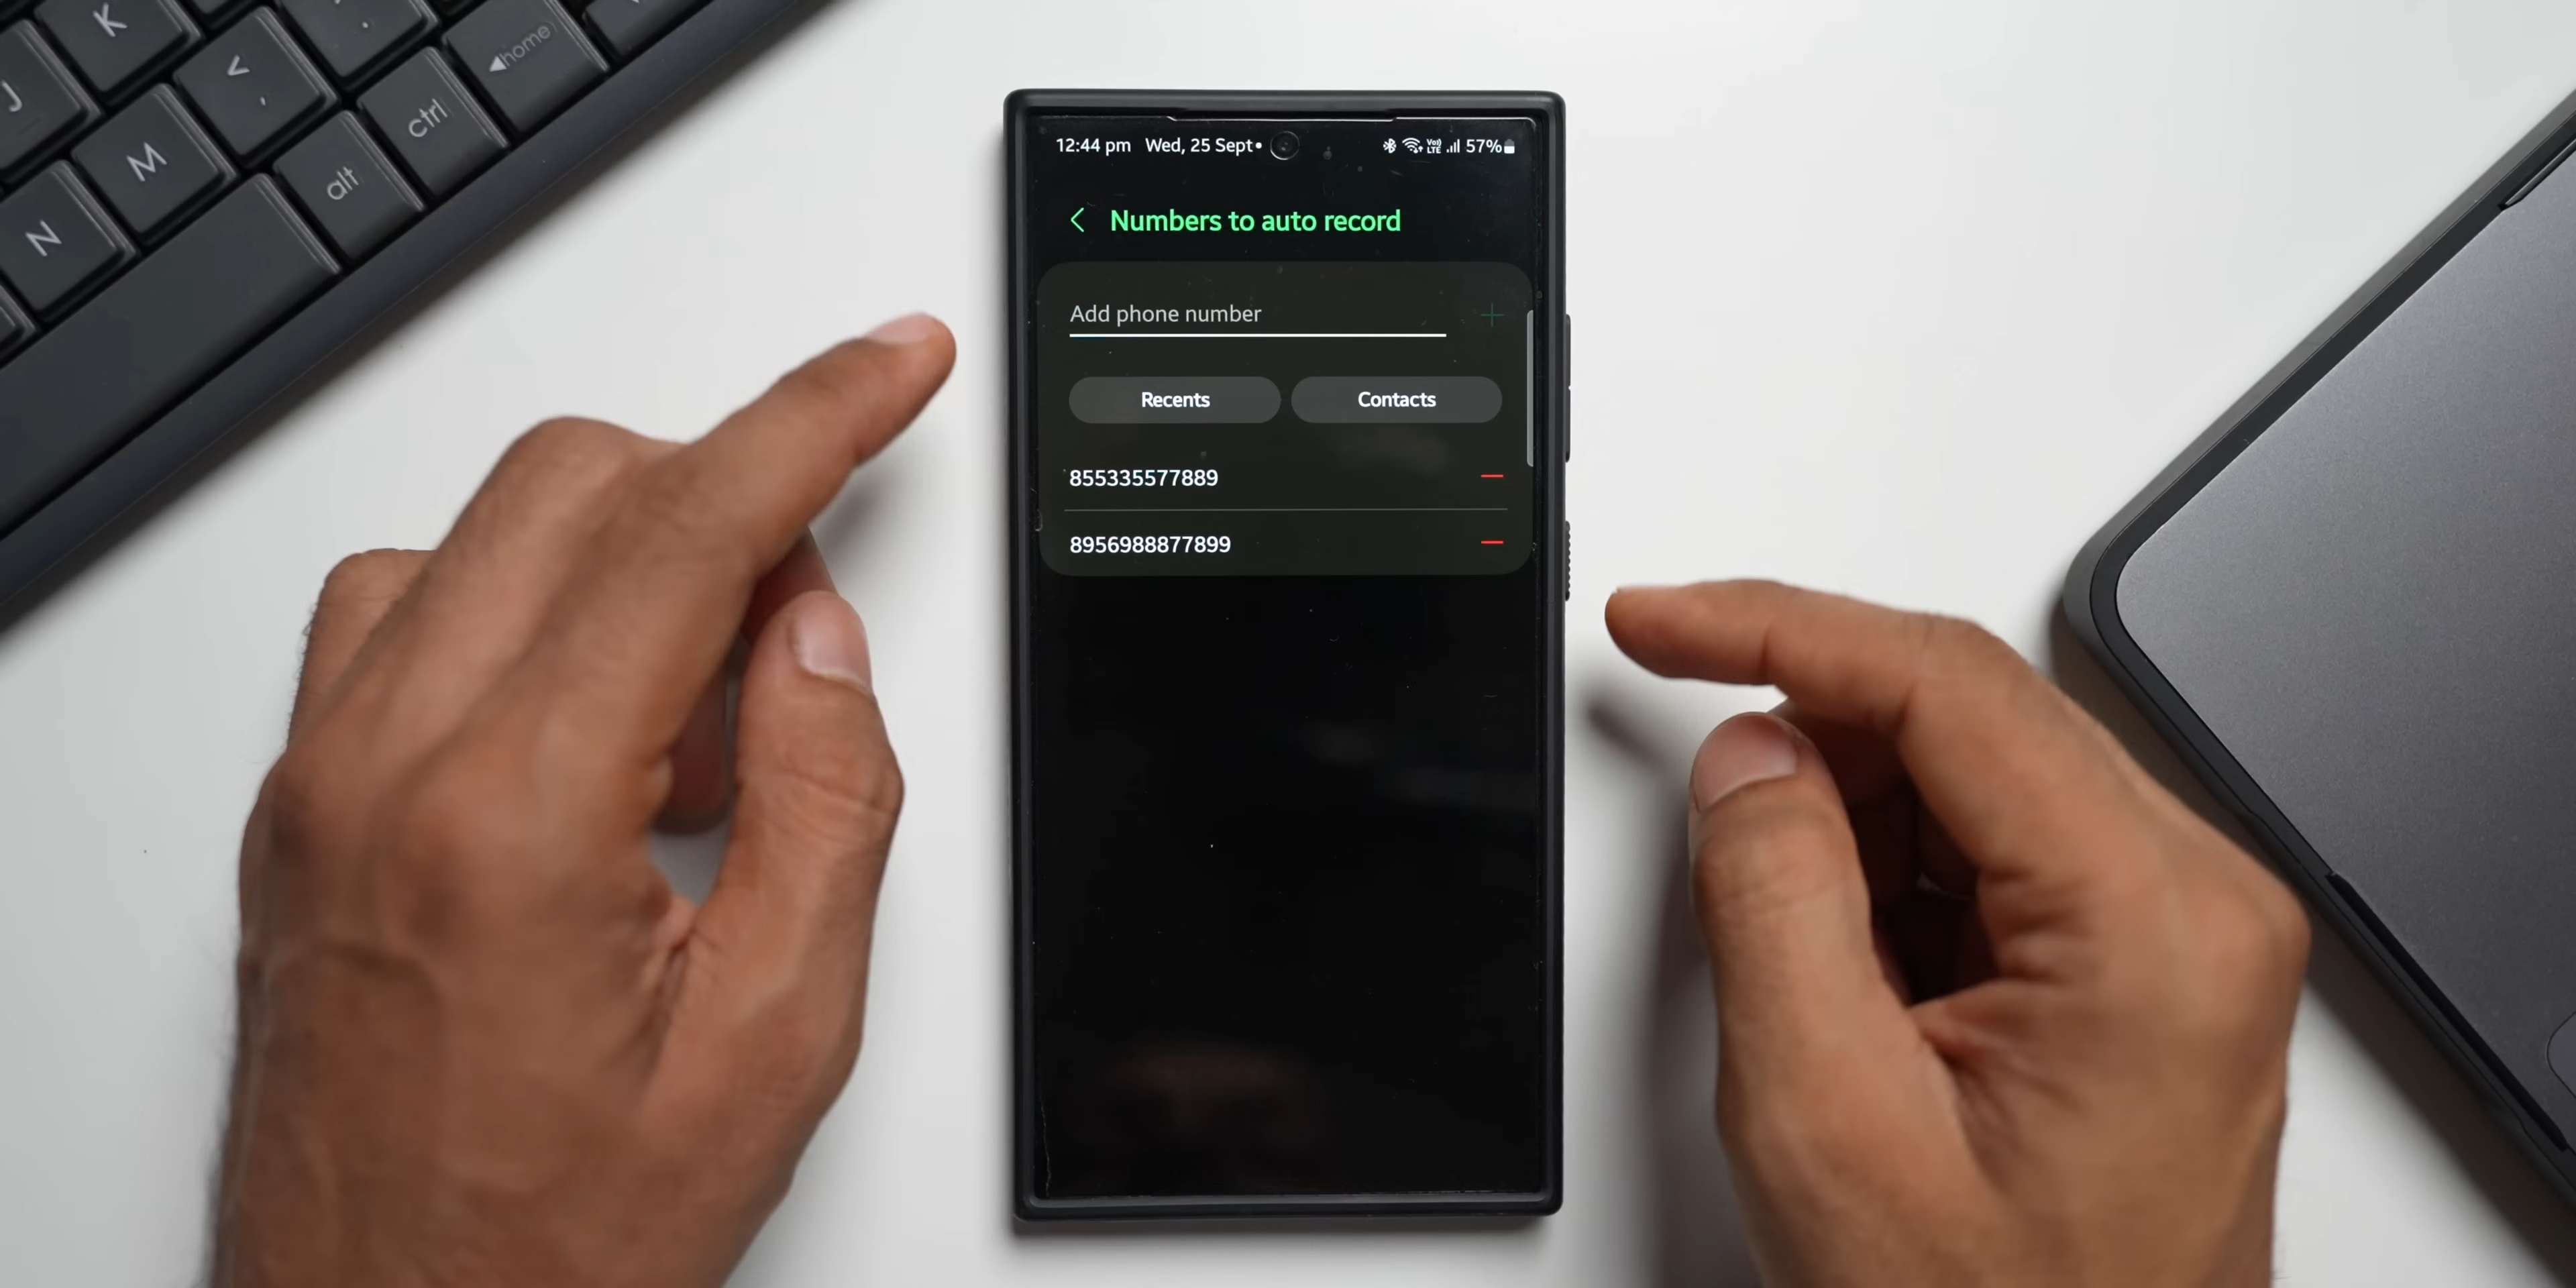 K
J
<
,
◀home
M
ctrl
N
alt
12:44 pm Wed, 25 Sept• 57%
Numbers to auto record
Add phone number
Recents Contacts
855335577889
8956988877899